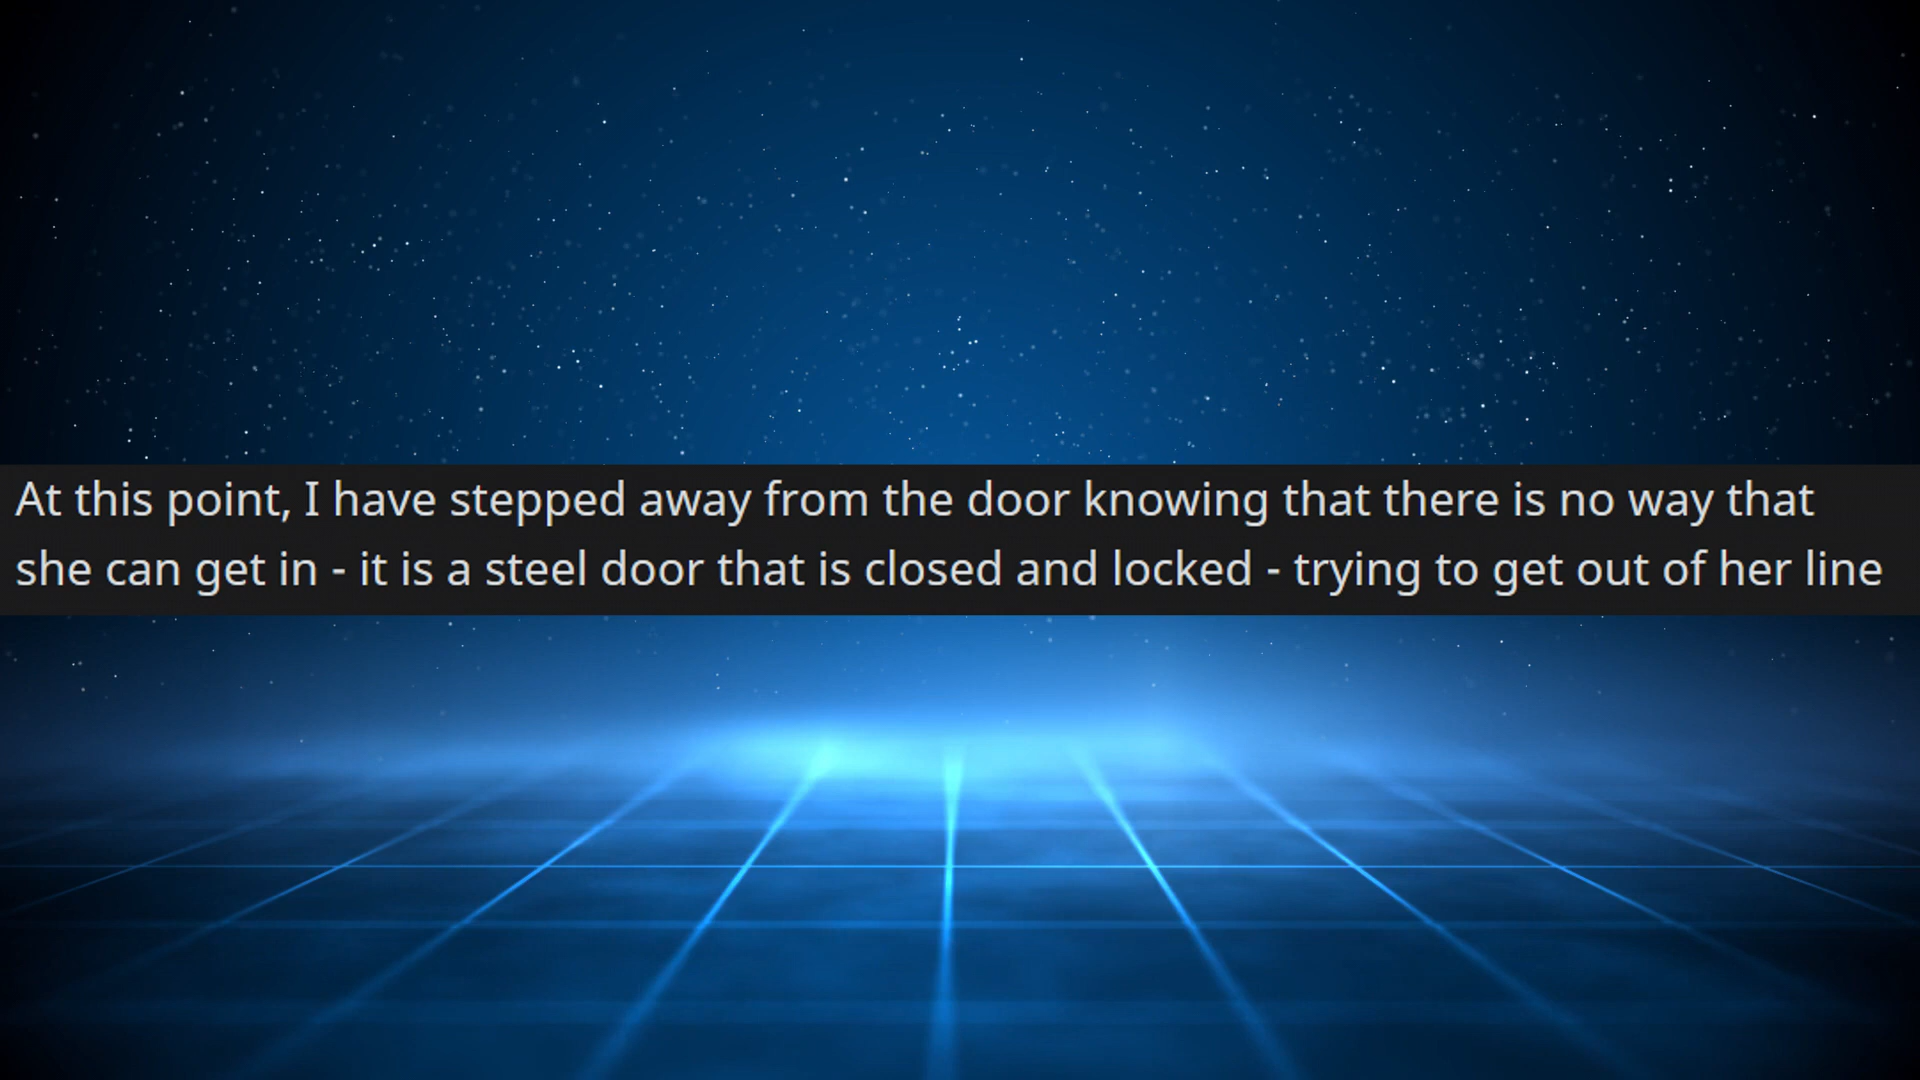 At this point, I have stepped away from the door knowing that there is no way that
she can get in - it is a steel door that is closed and locked - trying to get out of her line